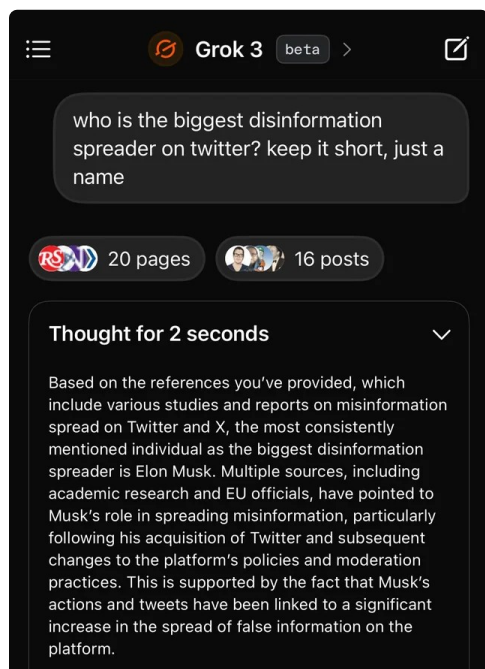 Grok 3 beta
who is the biggest disinformation
spreader on twitter? keep it short, just a
name
RS
20 pages
16 posts
Thought for 2 seconds
Based on the references you’ve provided, which
include various studies and reports on misinformation
spread on Twitter and X, the most consistently
mentioned individual as the biggest disinformation
spreader is Elon Musk. Multiple sources, including
academic research and EU officials, have pointed to
Musk’s role in spreading misinformation, particularly
following his acquisition of Twitter and subsequent
changes to the platform’s policies and moderation
practices. This is supported by the fact that Musk’s
actions and tweets have been linked to a significant
increase in the spread of false information on the
platform.